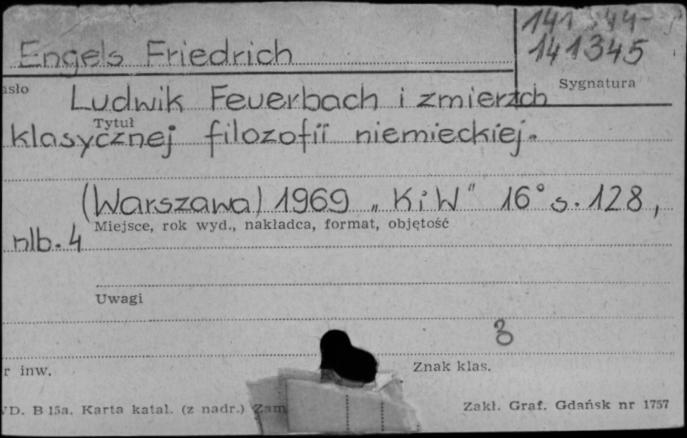 141344-
141345
Engels Friedrich
Sygnatura
Ludwik Feuerbach i zmierzch
Tytuł
klasycznej filozofii niemieckiej.
(Warszawa) 1969 „KiW" 16° s. 128,
Miejsce, rok wyd., nakładca, format, objętość
nlb. 4
Uwagi
3
r inw.
Znak klas.
D. B 15a. Karta katal. (z nadr.) Zam
Zakł. Graf. Gdańsk nr 1757